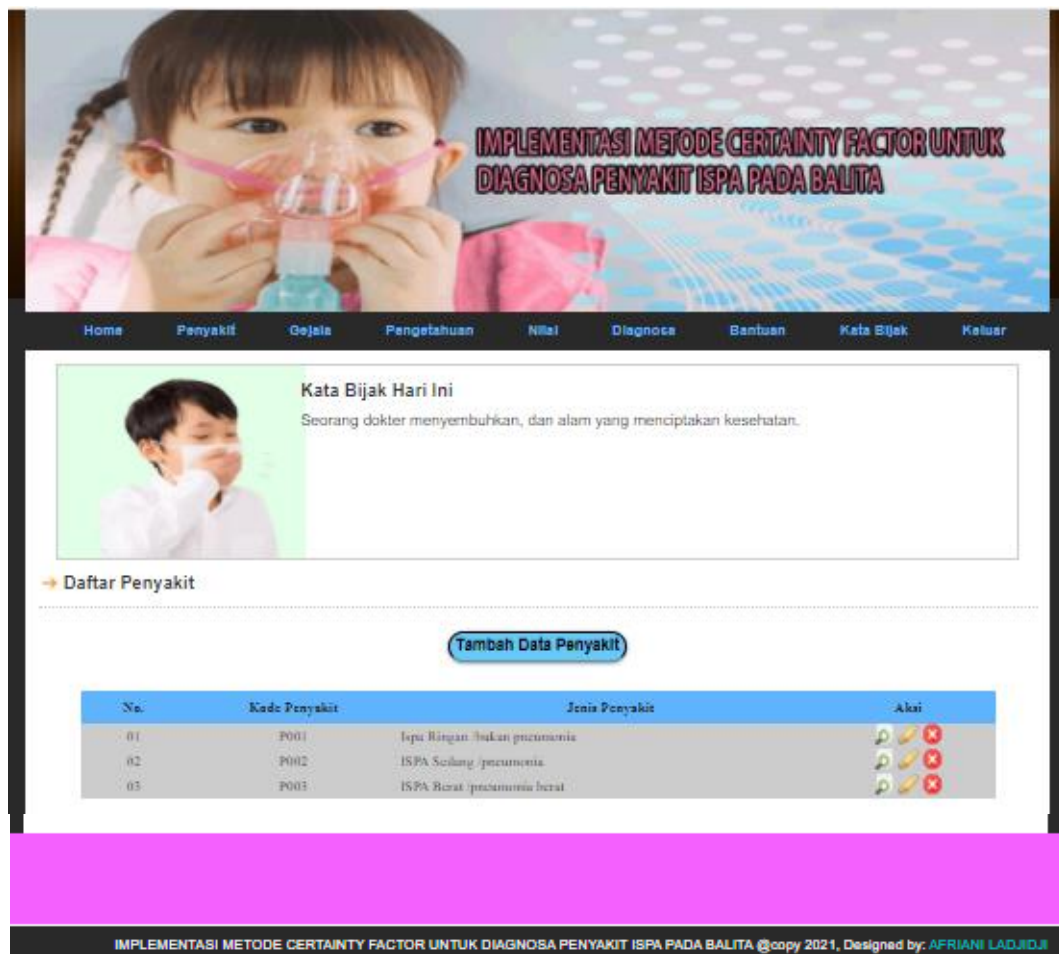 IMPLEMENTASI METODE CERTAINTY FACTOR UNTUK
DIAGNOSA PENYAKIT ISPA PADA BALITA
Home Penyakit Gejala Pengetahuan Nilai Diagnosa Bantuan Kata Bijak Keluar
Kata Bijak Hari Ini
Seorang dokter menyembuhkan, dan alam yang menciptakan kesehatan.
Daftar Penyakit
Tambah Data Penyakit
No. Kode Penyakit Jenis Penyakit Aksi
01 P001 Ispa Ringan /bukan pneumonia
02 P002 ISPA Sedang /pneumonia
03 P003 ISPA Berat /pneumonia berat
IMPLEMENTASI METODE CERTAINTY FACTOR UNTUK DIAGNOSA PENYAKIT ISPA PADA BALITA @copy 2021, Designed by: AFRIANI LADJIDJI